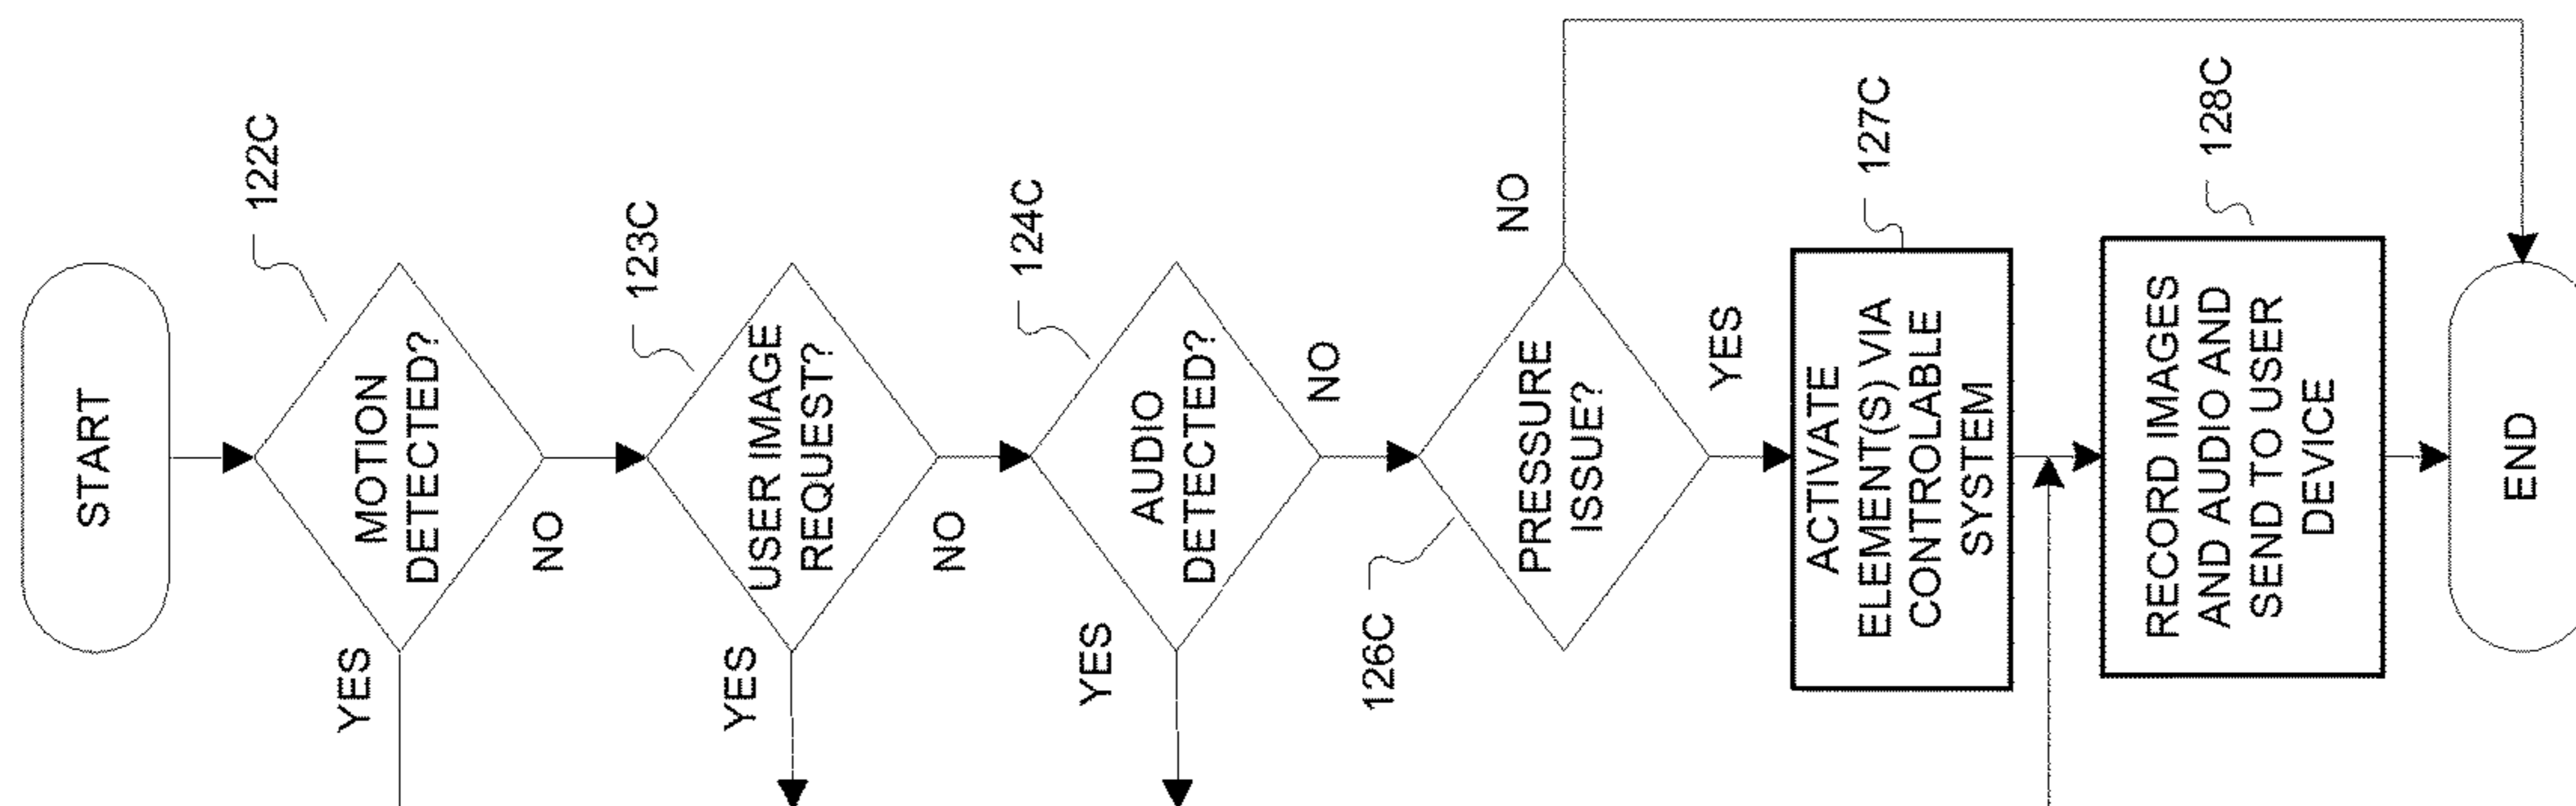 START
122C
MOTION
DETECTED?
YES
NO
123C
USER IMAGE
REQUEST?
YES
NO
124C
AUDIO
DETECTED?
YES
NO
126C
PRESSURE
ISSUE?
NO
YES
127C
ACTIVATE
ELEMENT(S) VIA
CONTROLABLE
SYSTEM
128C
RECORD IMAGES
AND AUDIO AND
SEND TO USER
DEVICE
END